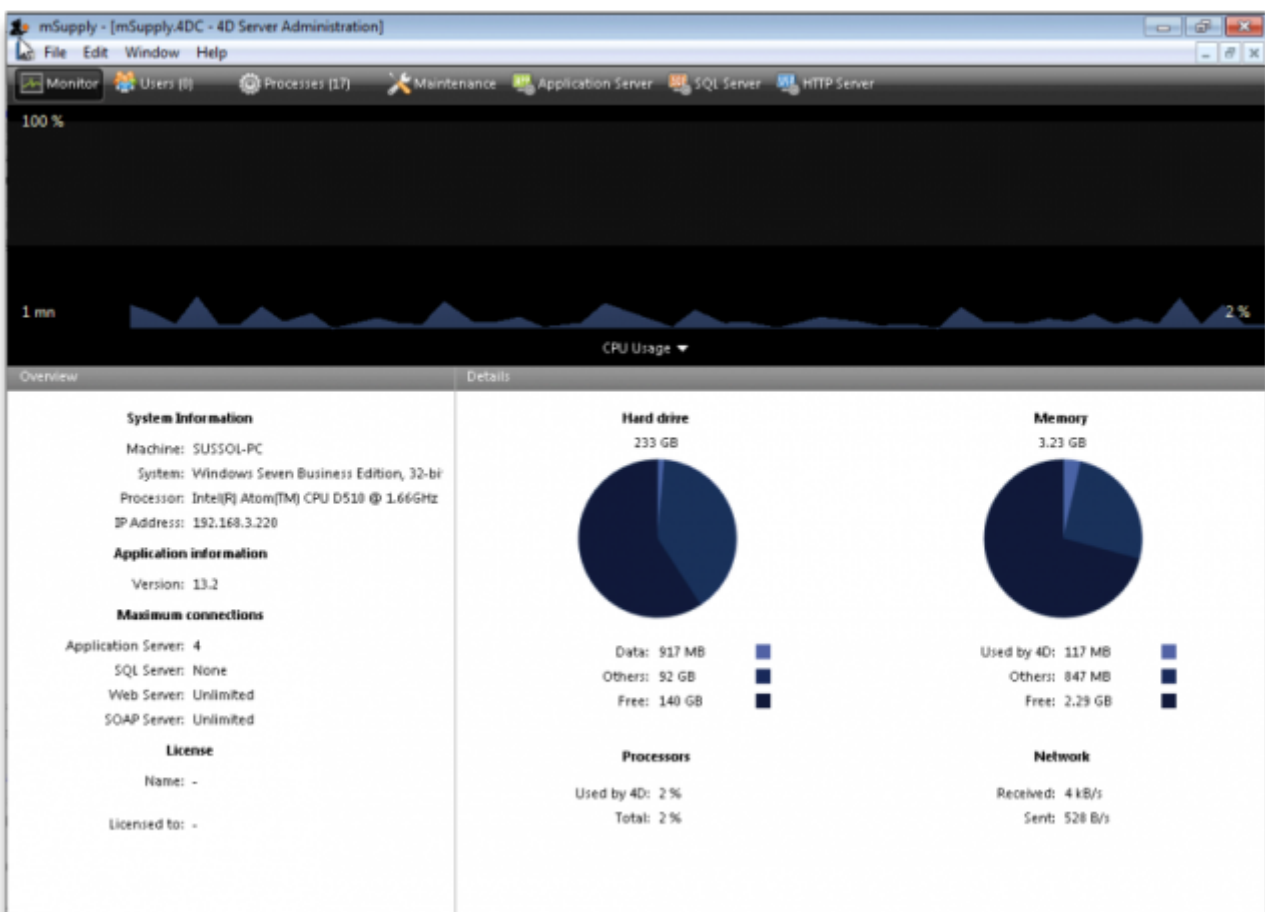 mSupply - [mSupply.4DC - 4D Server Administration]
File Edit Window Help
Monitor Users (0) Processes (17) Maintenance Application Server SQL Server HTTP Server
100 %
1 mn
2 %
CPU Usage
Overview
Details
System Information
Machine: SUSSOL-PC
System: Windows Seven Business Edition, 32-bi
Processor: Intel(R) Atom(TM) CPU D510 @ 1.66GHz
IP Address: 192.168.3.220
Application information
Version: 13.2
Maximum connections
Application Server: 4
SQL Server: None
Web Server: Unlimited
SOAP Server: Unlimited
License
Name: -
Licensed to: -
Hard drive
233 GB
Data: 917 MB
Others: 92 GB
Free: 140 GB
Memory
3.23 GB
Used by 4D: 117 MB
Others: 847 MB
Free: 2.29 GB
Processors
Used by 4D: 2 %
Total: 2 %
Network
Received: 4 kB/s
Sent: 528 B/s